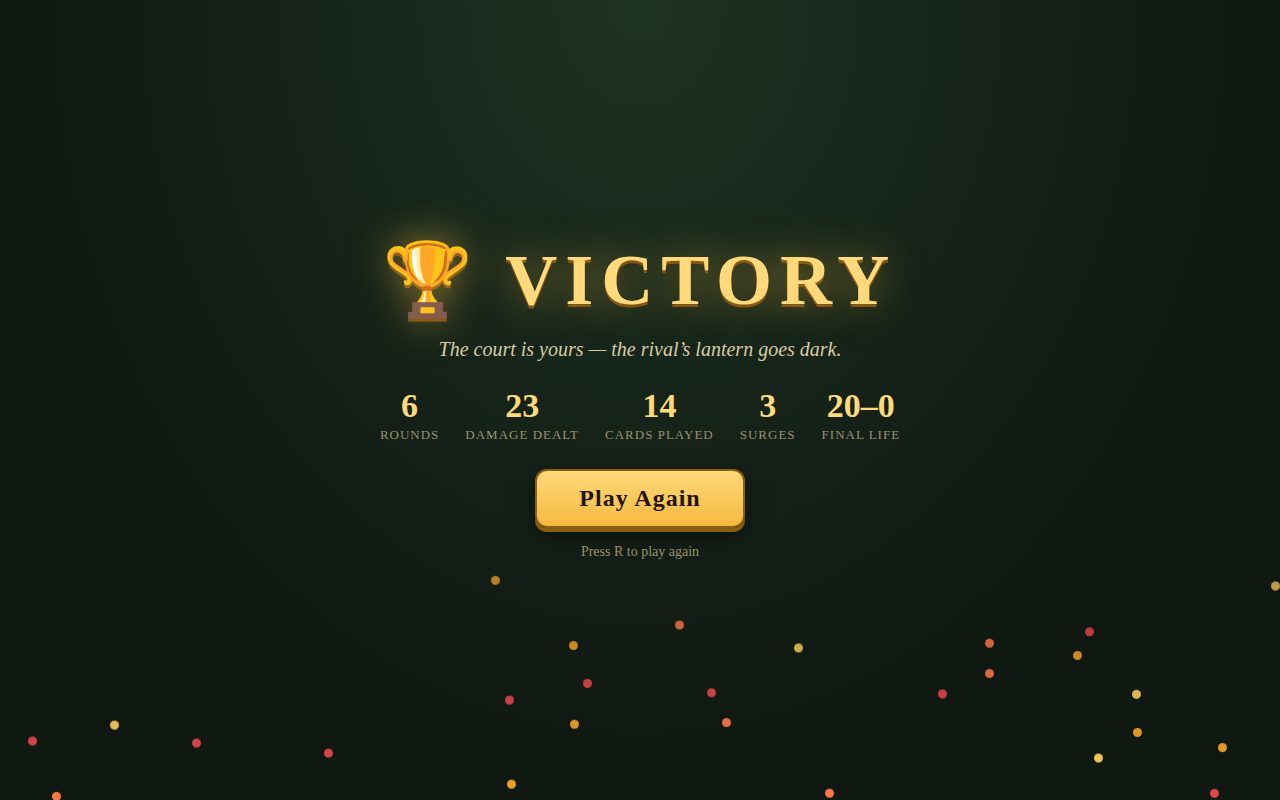 VICTORY
The court is yours — the rival’s lantern goes dark.
6 23 14 3 20–0
ROUNDS DAMAGE DEALT CARDS PLAYED SURGES FINAL LIFE
Play Again
Press R to play again